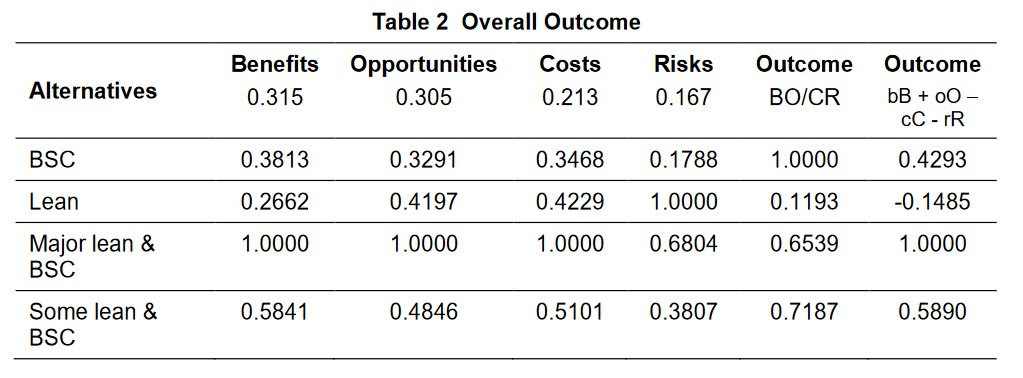 Table 2 Overall Outcome
Alternatives Benefits Opportunities Costs Risks Outcome Outcome
0.315 0.305 0.213 0.167 BO/CR bB + oO –
cC - rR
BSC 0.3813 0.3291 0.3468 0.1788 1.0000 0.4293
Lean 0.2662 0.4197 0.4229 1.0000 0.1193 -0.1485
Major lean & 1.0000 1.0000 1.0000 0.6804 0.6539 1.0000
BSC
Some lean & 0.5841 0.4846 0.5101 0.3807 0.7187 0.5890
BSC